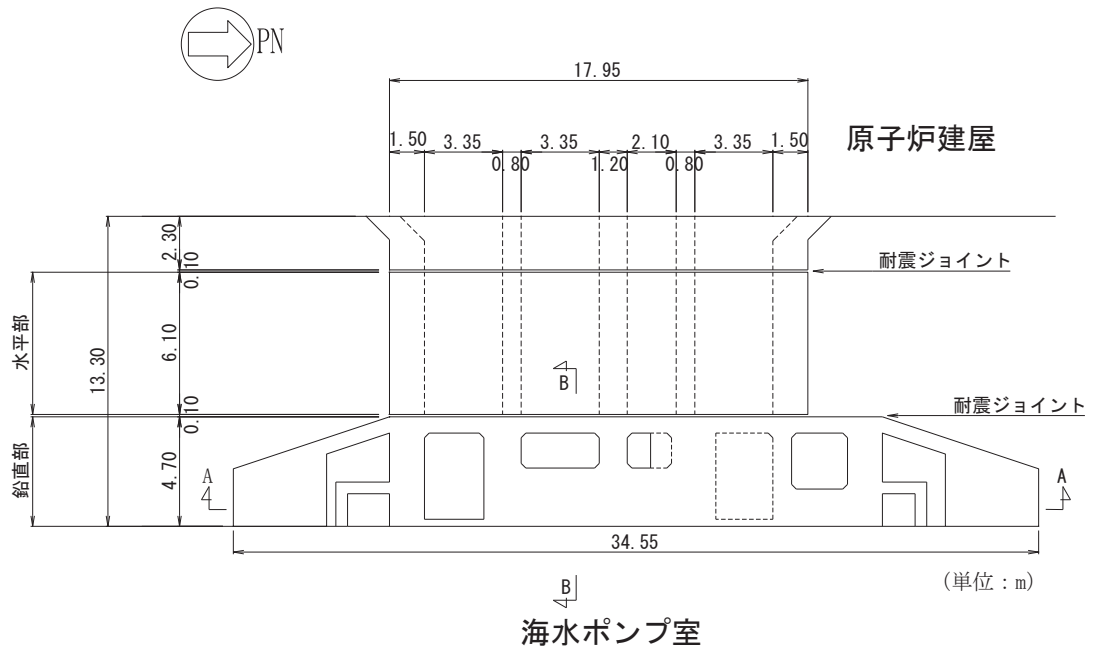 PN
17.95
原子炉建屋
1.50
3.35
0.80
3.35
1.20
2.10
0.80
3.35
1.50
2.30
0.10
耐震ジョイント
水平部
13.30
6.10
B
0.10
耐震ジョイント
鉛直部
4.70
A
A
34.55
(単位：m)
B
海水ポンプ室